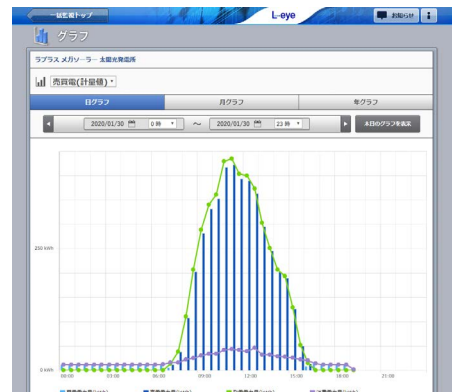 一括監視トップ
L-eye
お知らせ
グラフ
ラプラス メガソーラー 太陽光発電所
売買電(計量値)
日グラフ
月グラフ
年グラフ
2020/01/30 0時 ～ 2020/01/30 23時
本日のグラフを表示
250 kWh
0 kWh
00:00 03:00 06:00 09:00 12:00 15:00 18:00 21:00